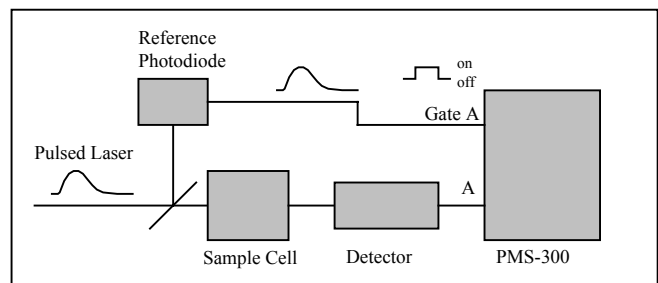 Reference
Photodiode
on
off
Gate A
Pulsed Laser
A
Sample Cell
Detector
PMS-300